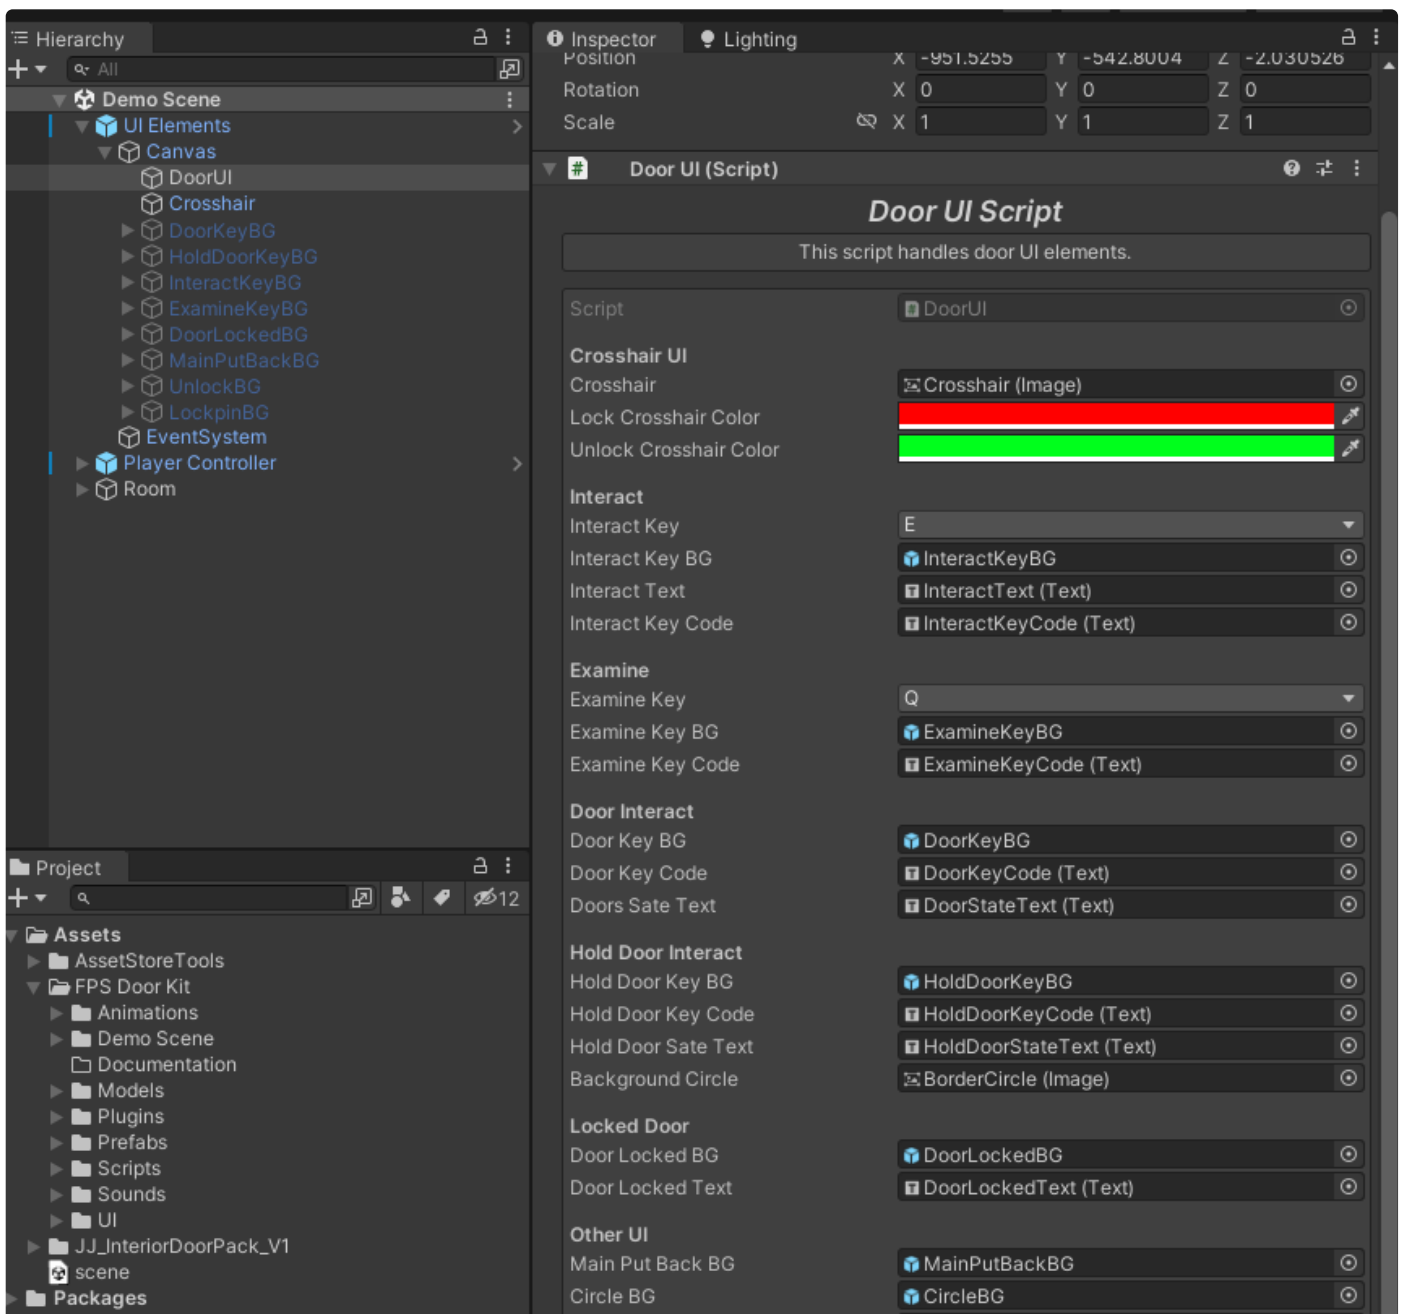 Hierarchy
All
Demo Scene
UI Elements
Canvas
DoorUI
Crosshair
DoorKeyBG
HoldDoorKeyBG
InteractKeyBG
ExamineKeyBG
DoorLockedBG
MainPutBackBG
UnlockBG
LockpinBG
EventSystem
Player Controller
Room
Project
12
Assets
AssetStoreTools
FPS Door Kit
Animations
Demo Scene
Documentation
Models
Plugins
Prefabs
Scripts
Sounds
UI
JJ_InteriorDoorPack_V1
scene
Packages
Inspector Lighting
Position X -951.5255 Y -542.8004 Z -2.030526
Rotation X 0 Y 0 Z 0
Scale X 1 Y 1 Z 1
# Door UI (Script)
Door UI Script
This script handles door UI elements.
Script DoorUI
Crosshair UI
Crosshair Crosshair (Image)
Lock Crosshair Color
Unlock Crosshair Color
Interact
Interact Key E
Interact Key BG InteractKeyBG
Interact Text InteractText (Text)
Interact Key Code InteractKeyCode (Text)
Examine
Examine Key Q
Examine Key BG ExamineKeyBG
Examine Key Code ExamineKeyCode (Text)
Door Interact
Door Key BG DoorKeyBG
Door Key Code DoorKeyCode (Text)
Doors Sate Text DoorStateText (Text)
Hold Door Interact
Hold Door Key BG HoldDoorKeyBG
Hold Door Key Code HoldDoorKeyCode (Text)
Hold Door Sate Text HoldDoorStateText (Text)
Background Circle BorderCircle (Image)
Locked Door
Door Locked BG DoorLockedBG
Door Locked Text DoorLockedText (Text)
Other UI
Main Put Back BG MainPutBackBG
Circle BG CircleBG